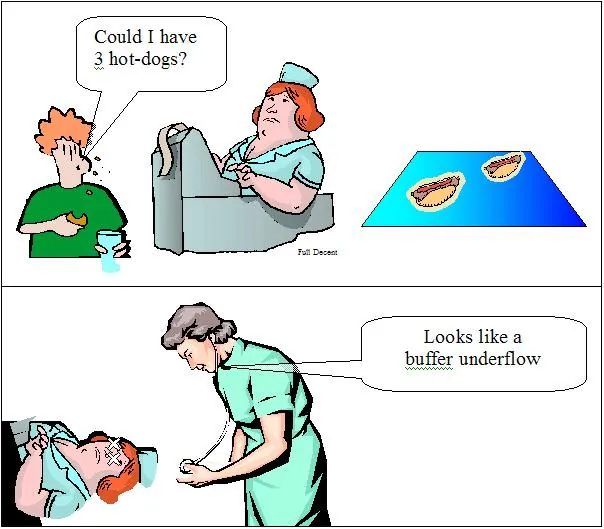 Could I have
3 hot-dogs?
Full Decent
Looks like a
buffer underflow